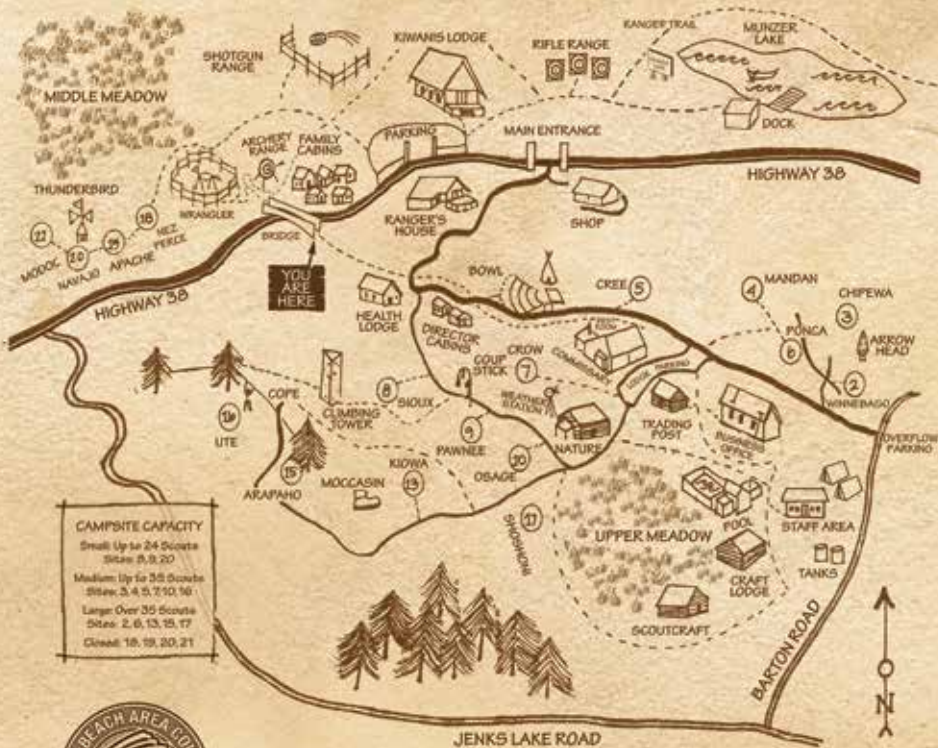 SHOTGUN
RANGE
KIWANIS LODGE
RIFLE RANGE
RANGER TRAIL
MUNZER
LAKE
MIDDLE MEADOW
DOCK
ARCHERY
RANGE
FAMILY
CABINS
PARKING
MAIN ENTRANCE
HIGHWAY 38
THUNDERBIRD
18
WRANGLER
RANGER'S
HOUSE
SHOP
MODOC
20
NAVAJO
APACHE
NEZ
PERCE
BRIDGE
YOU
ARE
HERE
HIGHWAY 38
HEALTH
LODGE
BOWL
CREE
5
4
MANDAN
3
CHIPEWA
DIRECTOR
CABINS
COMMISSARY
PONCA
6
ARROW
HEAD
2
WINNEBAGO
COUP
STICK
CROW
7
WEATHER
STATION
PARKING
COPE
CLIMBING
TOWER
8
SIOUX
16
UTE
9
PAWNEE
NATURE
TRADING
POST
BUSINESS
OFFICE
OVERFLOW
PARKING
15
ARAPAHO
MOCCASIN
KIOWA
13
10
OSAGE
SHOSHONI
UPPER MEADOW
POOL
STAFF AREA
CRAFT
LODGE
TANKS
SCOUTCRAFT
CAMPSITE CAPACITY
Small: Up to 24 Scouts
Sites: 8,9,20
Medium: Up to 35 Scouts
Sites: 3,4,5,7,10,16
Large: Over 35 Scouts
Sites: 2,6,13,15,17
Closed: 18,19,20,21
BARTON ROAD
N
JENKS LAKE ROAD
BEACH AREA